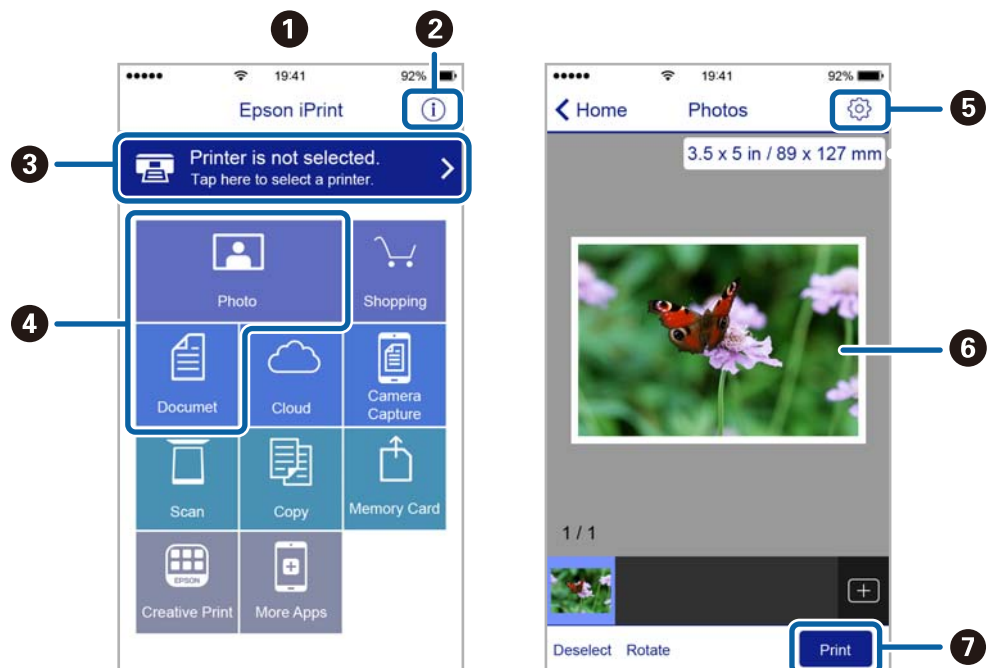 1
2
19:41
92%
Epson iPrint
3
Printer is not selected.
Tap here to select a printer.
4
Photo
Shopping
Documet
Cloud
Camera
Capture
Scan
Copy
Memory Card
EPSON
Creative Print
More Apps
19:41
92%
Home
Photos
5
3.5 x 5 in / 89 x 127 mm
6
1 / 1
Deselect
Rotate
Print
7